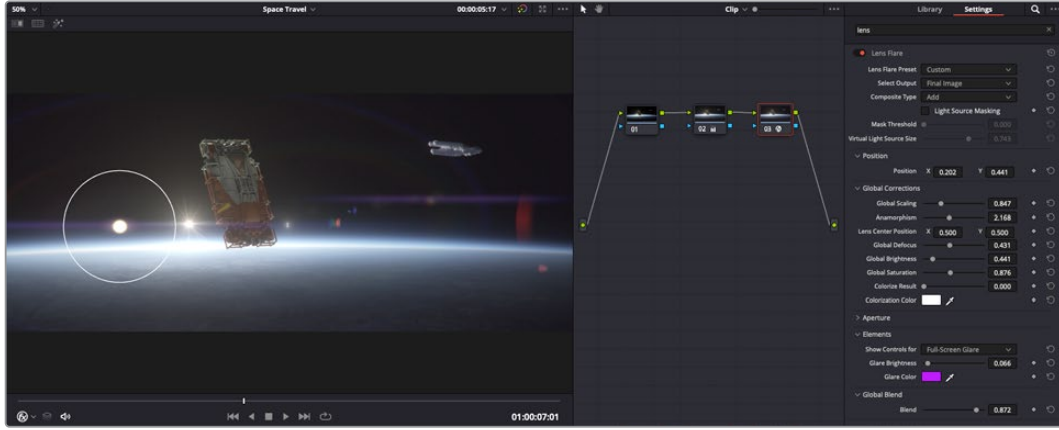 50% Space Travel 00:00:05:17 Clip Library Settings
lens
Lens Flare
Lens Flare Preset Custom
Select Output Final Image
Composite Type Add
Light Source Masking
Mask Threshold 0.000
Virtual Light Source Size 0.745
Position
Position X 0.202 Y 0.441
Global Corrections
Global Scaling 0.847
Anamorphism 2.168
Lens Center Position X 0.500 Y 0.500
Global Defocus 0.431
Global Brightness 0.441
Global Saturation 0.876
Colorize Result 0.000
Colorization Color
Aperture
Elements
Show Controls for Full-Screen Glare
Glare Brightness 0.066
Glare Color
Global Blend
Blend 0.872
01 02 03
fx 01:00:07:01